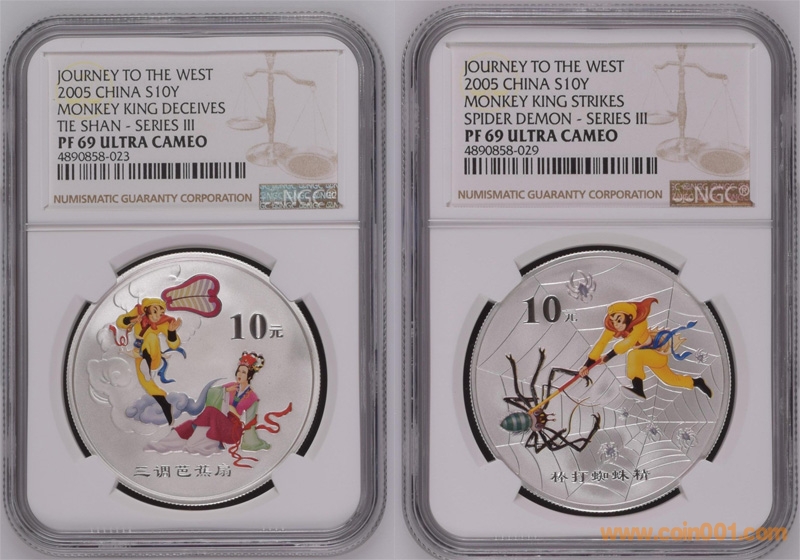 JOURNEY TO THE WEST
2005 CHINA S10Y
MONKEY KING DECEIVES
TIE SHAN - SERIES III
PF 69 ULTRA CAMEO
4890858-023
NUMISMATIC GUARANTY CORPORATION
NGC
10元
三调芭蕉扇
JOURNEY TO THE WEST
2005 CHINA S10Y
MONKEY KING STRIKES
SPIDER DEMON - SERIES III
PF 69 ULTRA CAMEO
4890858-029
NUMISMATIC GUARANTY CORPORATION
NGC®
10元
棒打蜘蛛精
www.coin001.com